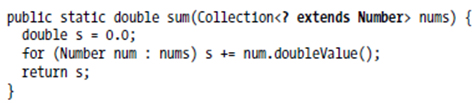 public static double sum(Collection<? extends Number> nums) {
  double s = 0.0;
  for (Number num : nums) s += num.doubleValue();
  return s;
}